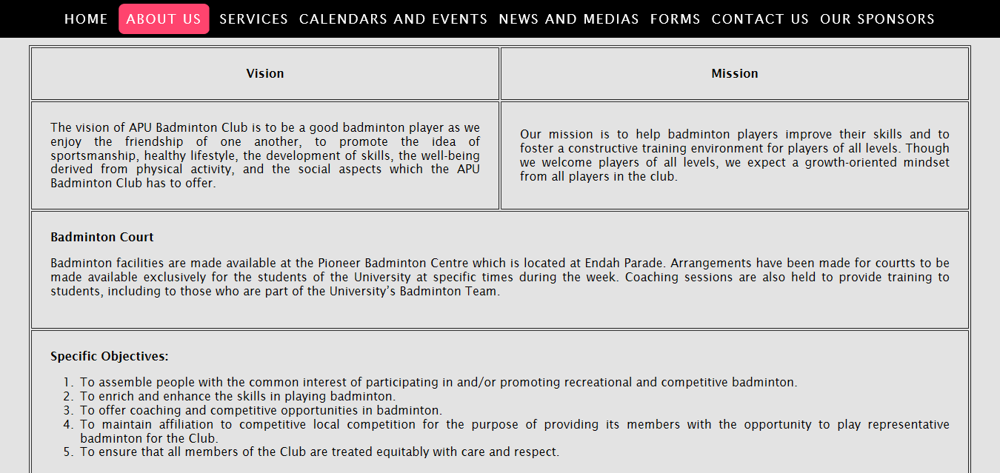 HOME ABOUT US SERVICES CALENDARS AND EVENTS NEWS AND MEDIAS FORMS CONTACT US OUR SPONSORS
Vision
The vision of APU Badminton Club is to be a good badminton player as we
enjoy the friendship of one another, to promote the idea of
sportsmanship, healthy lifestyle, the development of skills, the well-being
derived from physical activity, and the social aspects which the APU
Badminton Club has to offer.
Mission
Our mission is to help badminton players improve their skills and to
foster a constructive training environment for players of all levels. Though
we welcome players of all levels, we expect a growth-oriented mindset
from all players in the club.
Badminton Court
Badminton facilities are made available at the Pioneer Badminton Centre which is located at Endah Parade. Arrangements have been made for courtts to be
made available exclusively for the students of the University at specific times during the week. Coaching sessions are also held to provide training to
students, including to those who are part of the University’s Badminton Team.
Specific Objectives:
1. To assemble people with the common interest of participating in and/or promoting recreational and competitive badminton.
2. To enrich and enhance the skills in playing badminton.
3. To offer coaching and competitive opportunities in badminton.
4. To maintain affiliation to competitive local competition for the purpose of providing its members with the opportunity to play representative
badminton for the Club.
5. To ensure that all members of the Club are treated equitably with care and respect.